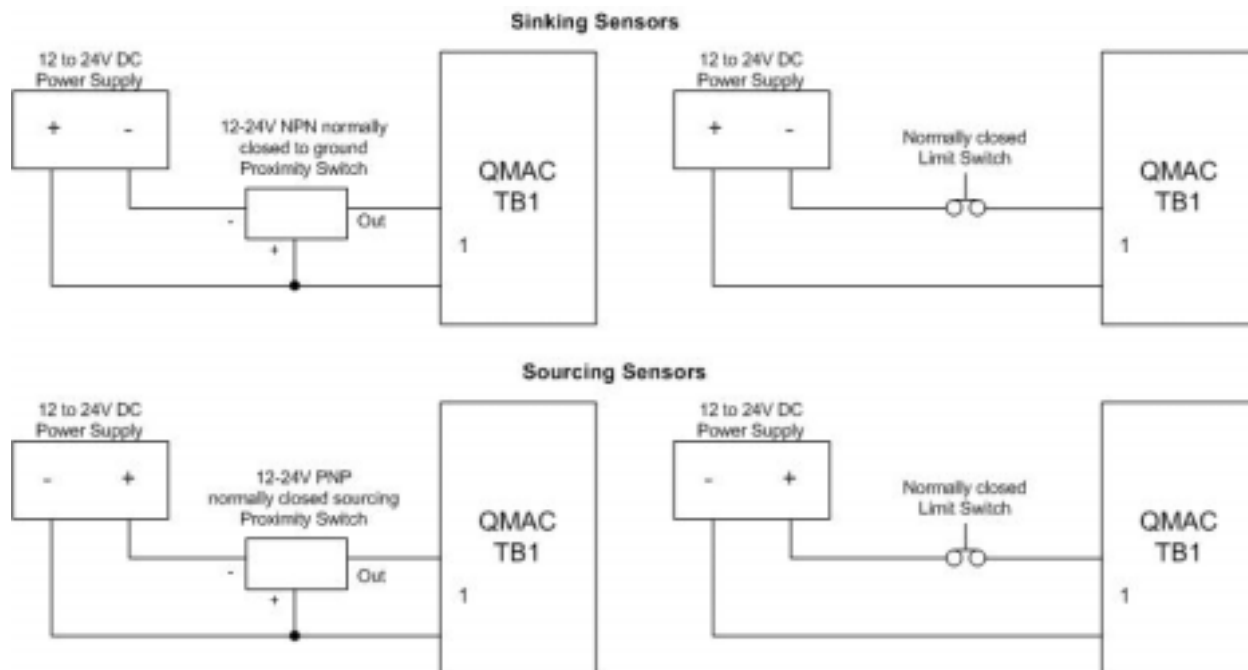 Sinking Sensors
12 to 24V DC
Power Supply
+ -
12-24V NPN normally
closed to ground
Proximity Switch
- Out
+
QMAC
TB1
1
12 to 24V DC
Power Supply
+ -
Normally closed
Limit Switch
QMAC
TB1
1
Sourcing Sensors
12 to 24V DC
Power Supply
- +
12-24V PNP
normally closed sourcing
Proximity Switch
- Out
+
QMAC
TB1
1
12 to 24V DC
Power Supply
- +
Normally closed
Limit Switch
QMAC
TB1
1